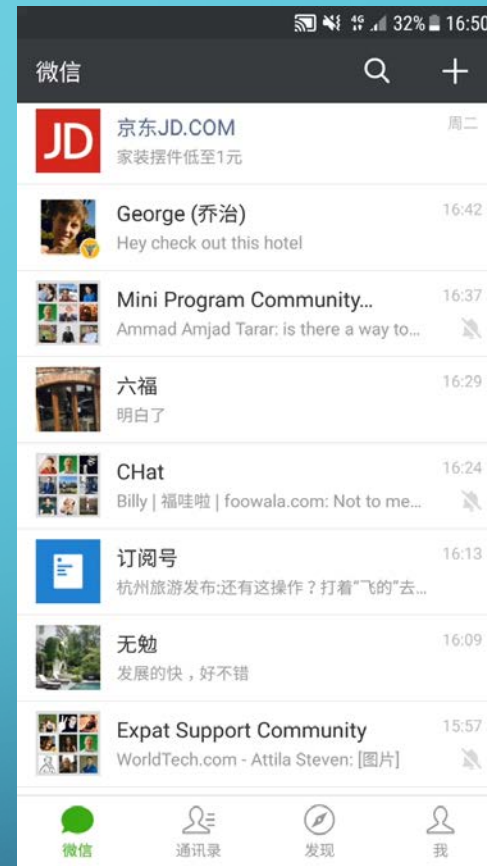 4G 32% 16:50
微信
JD 京东JD.COM 周二
家装摆件低至1元
George (乔治) 16:42
Hey check out this hotel
Mini Program Community... 16:37
Ammad Amjad Tarar: is there a way to...
六福 16:29
明白了
CHat 16:24
Billy | 福哇啦 | foowala.com: Not to me...
订阅号 16:13
杭州旅游发布:还有这操作？打着“飞的”去...
无勉 16:09
发展的快，好不错
Expat Support Community 15:57
WorldTech.com - Attila Steven: [图片]
微信 通讯录 发现 我